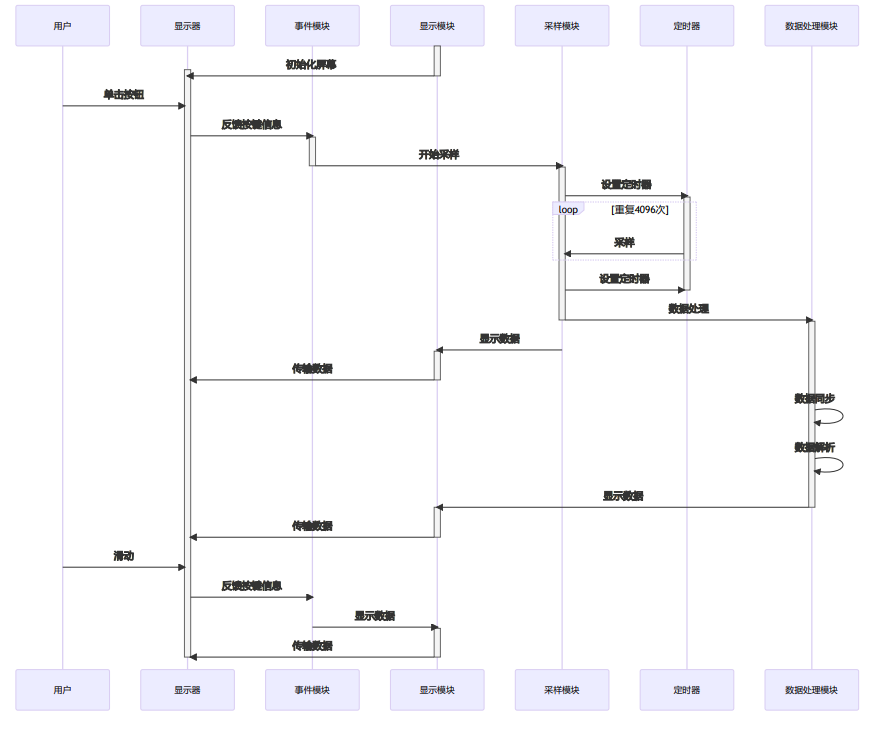 用户 显示器 事件模块 显示模块 采样模块 定时器 数据处理模块
初始化屏幕
单击按钮
反馈按键信息
开始采样
设置定时器
loop [重复4096次]
采样
设置定时器
数据处理
显示数据
传输数据
数据同步
数据解析
显示数据
传输数据
滑动
反馈按键信息
显示数据
传输数据
用户 显示器 事件模块 显示模块 采样模块 定时器 数据处理模块